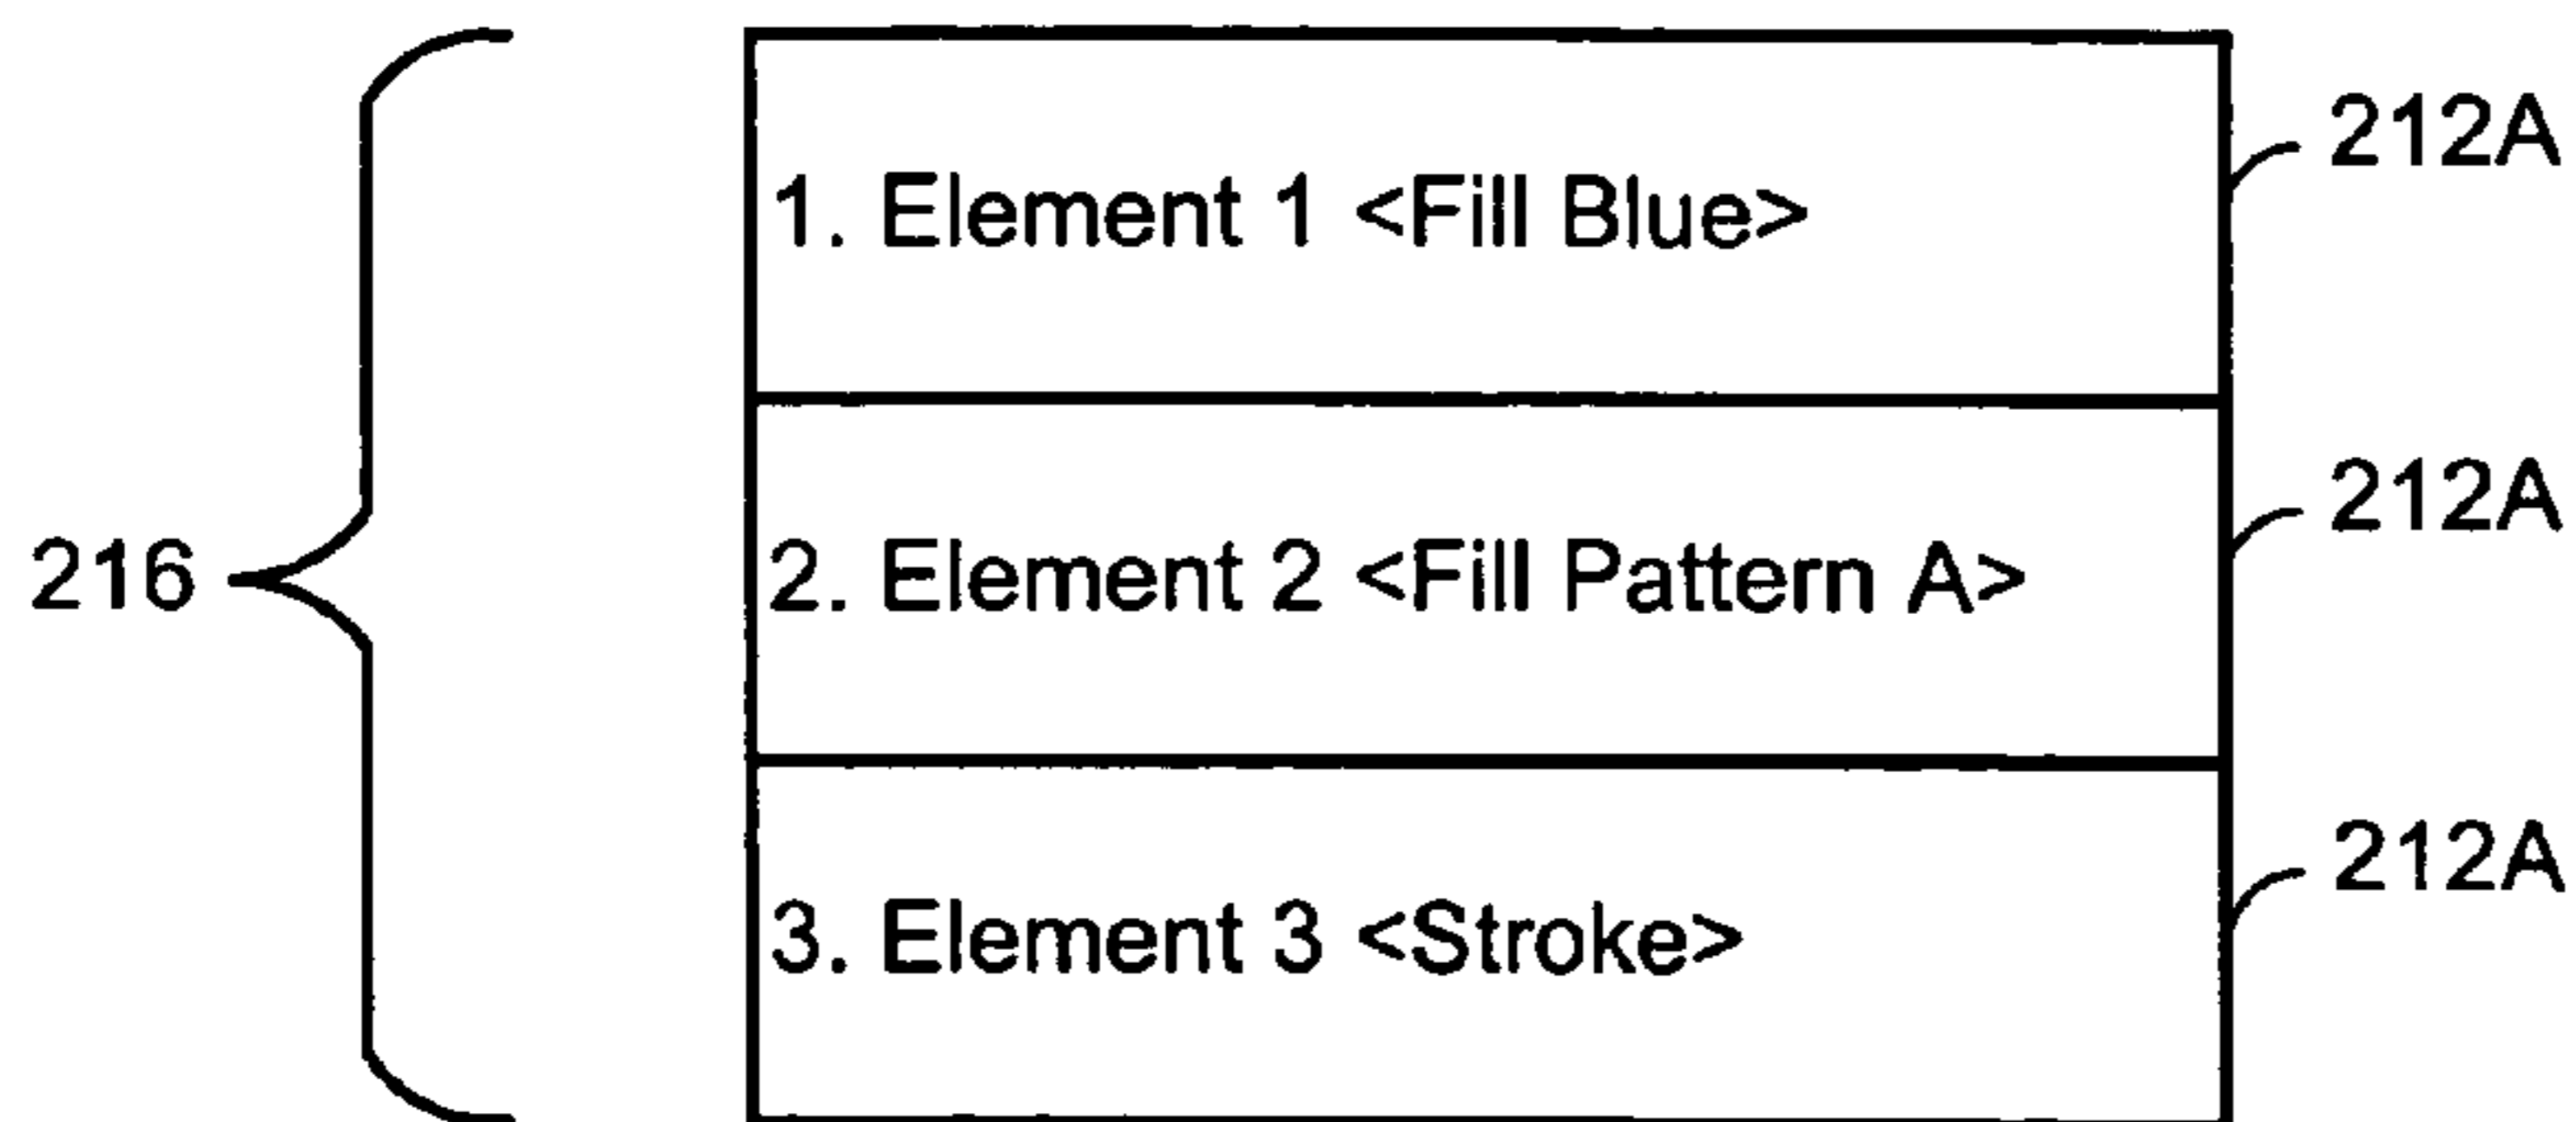 212A
1. Element 1 <Fill Blue>
212A
216
2. Element 2 <Fill Pattern A>
212A
3. Element 3 <Stroke>